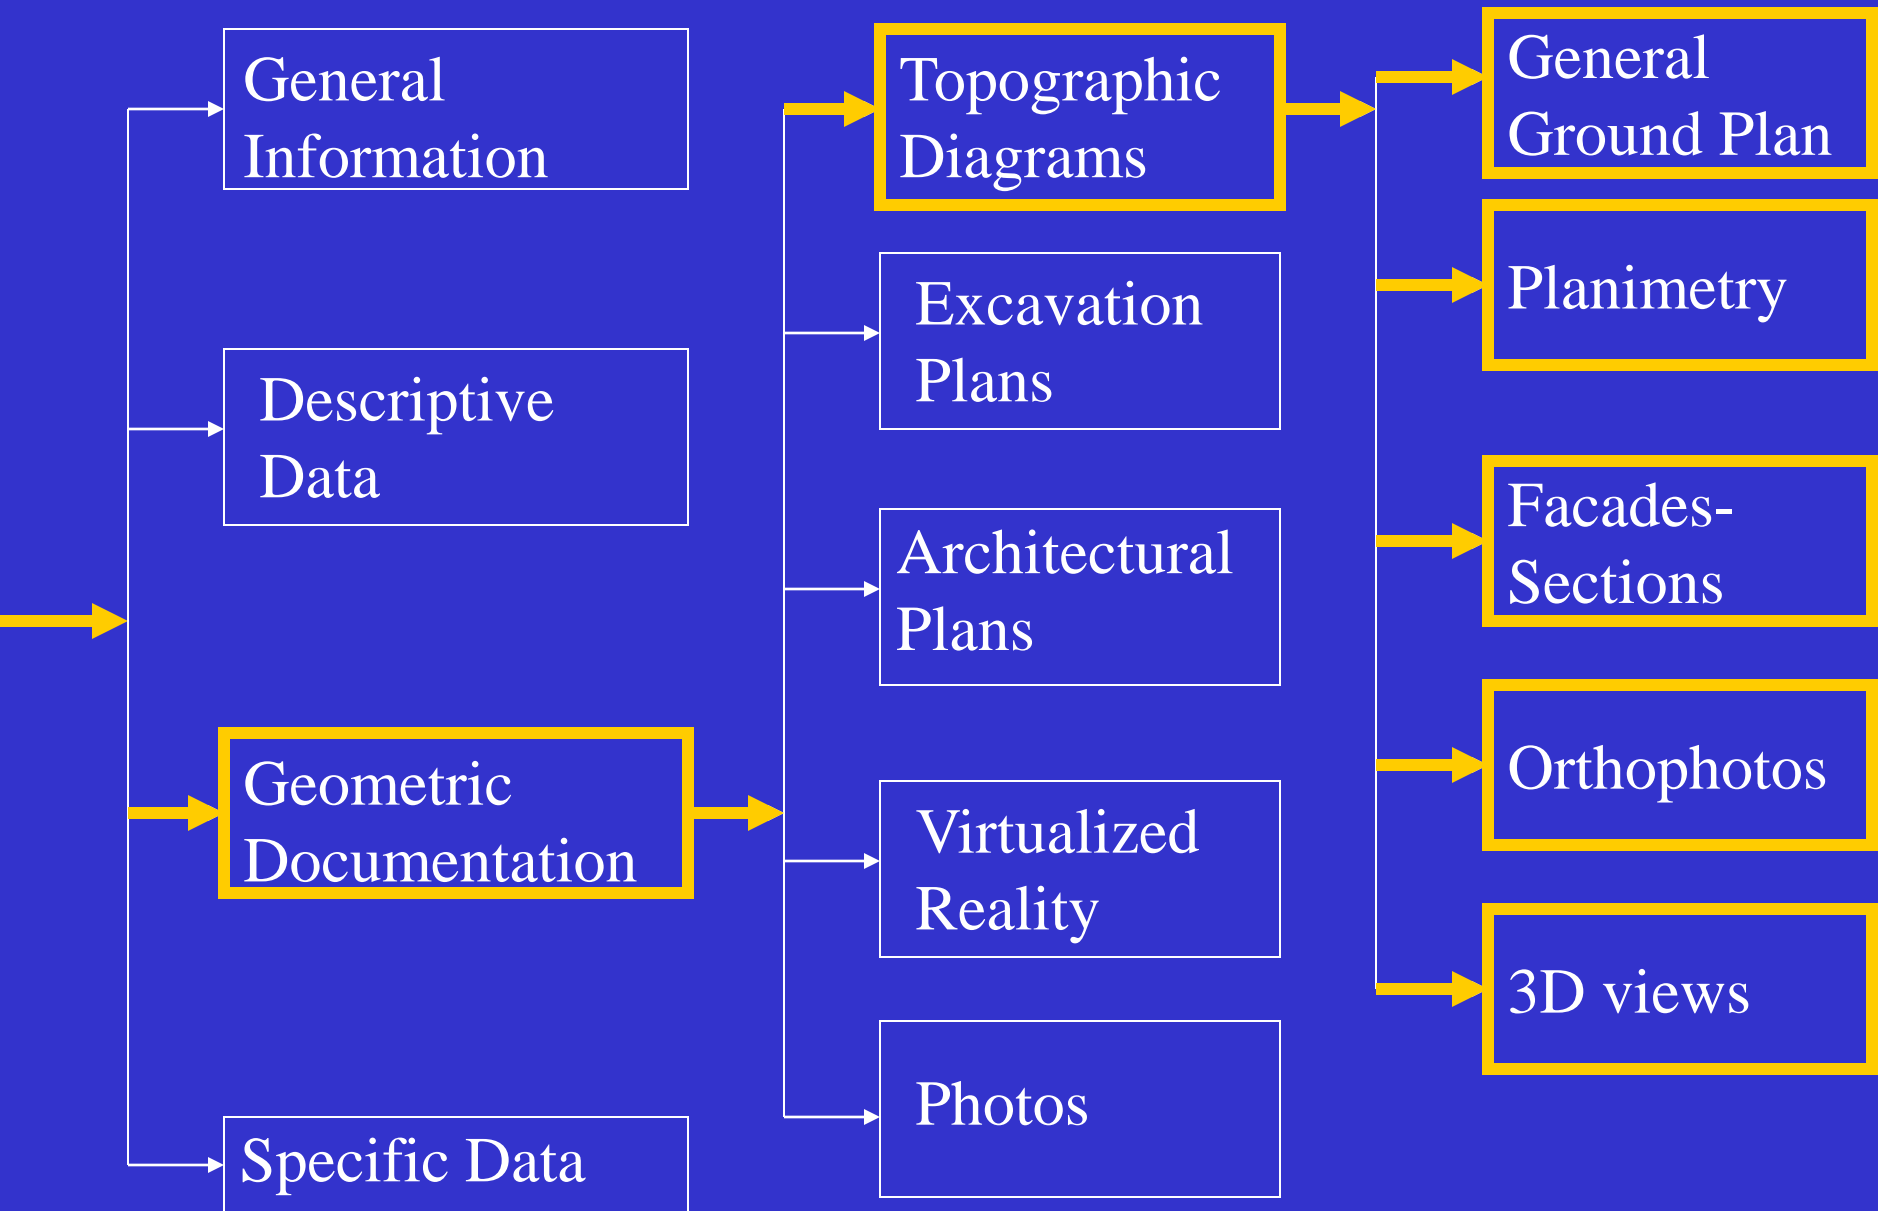 General
Information
Descriptive
Data
Geometric
Documentation
Specific Data
Topographic
Diagrams
Excavation
Plans
Architectural
Plans
Virtualized
Reality
Photos
General
Ground Plan
Planimetry
Facades-
Sections
Orthophotos
3D views